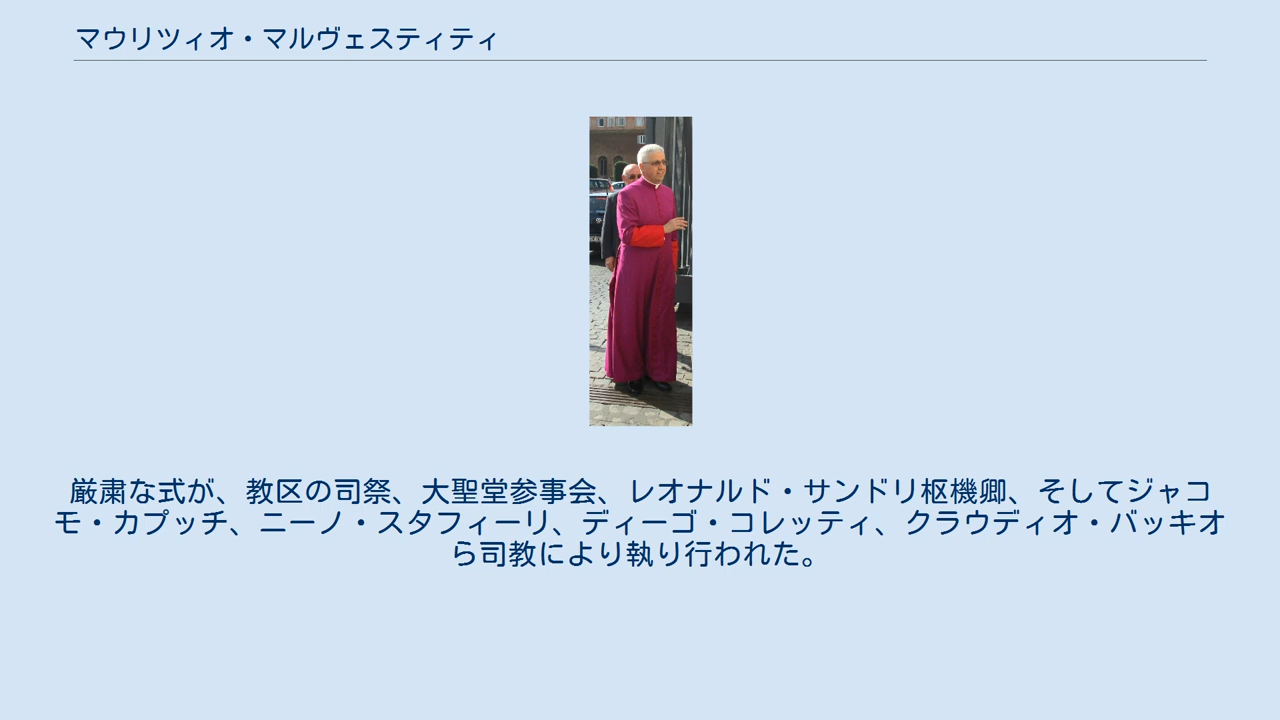 マウリツィオ・マルヴェスティティ
厳粛な式が、教区の司祭、大聖堂参事会、レオナルド・サンドリ枢機卿、そしてジャコ
モ・カプッチ、ニーノ・スタフィーリ、ディーゴ・コレッティ、クラウディオ・バッキオ
ら司教により執り行われた。